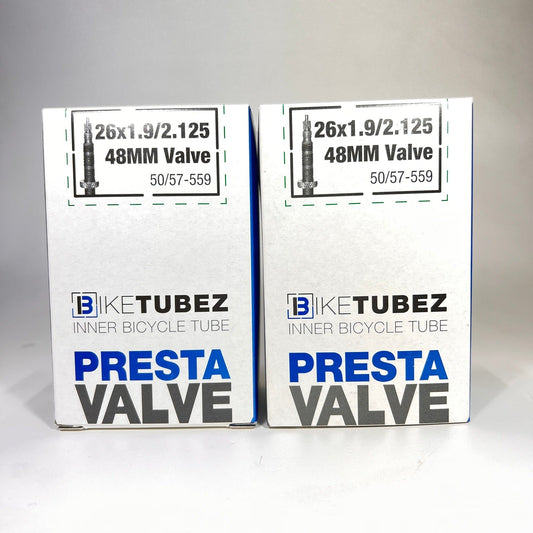 26x1.9/2.125
48MM Valve
50/57-559
BIKETUBEZ
INNER BICYCLE TUBE
PRESTA
VALVE
26x1.9/2.125
48MM Valve
50/57-559
BIKETUBEZ
INNER BICYCLE TUBE
PRESTA
VALVE